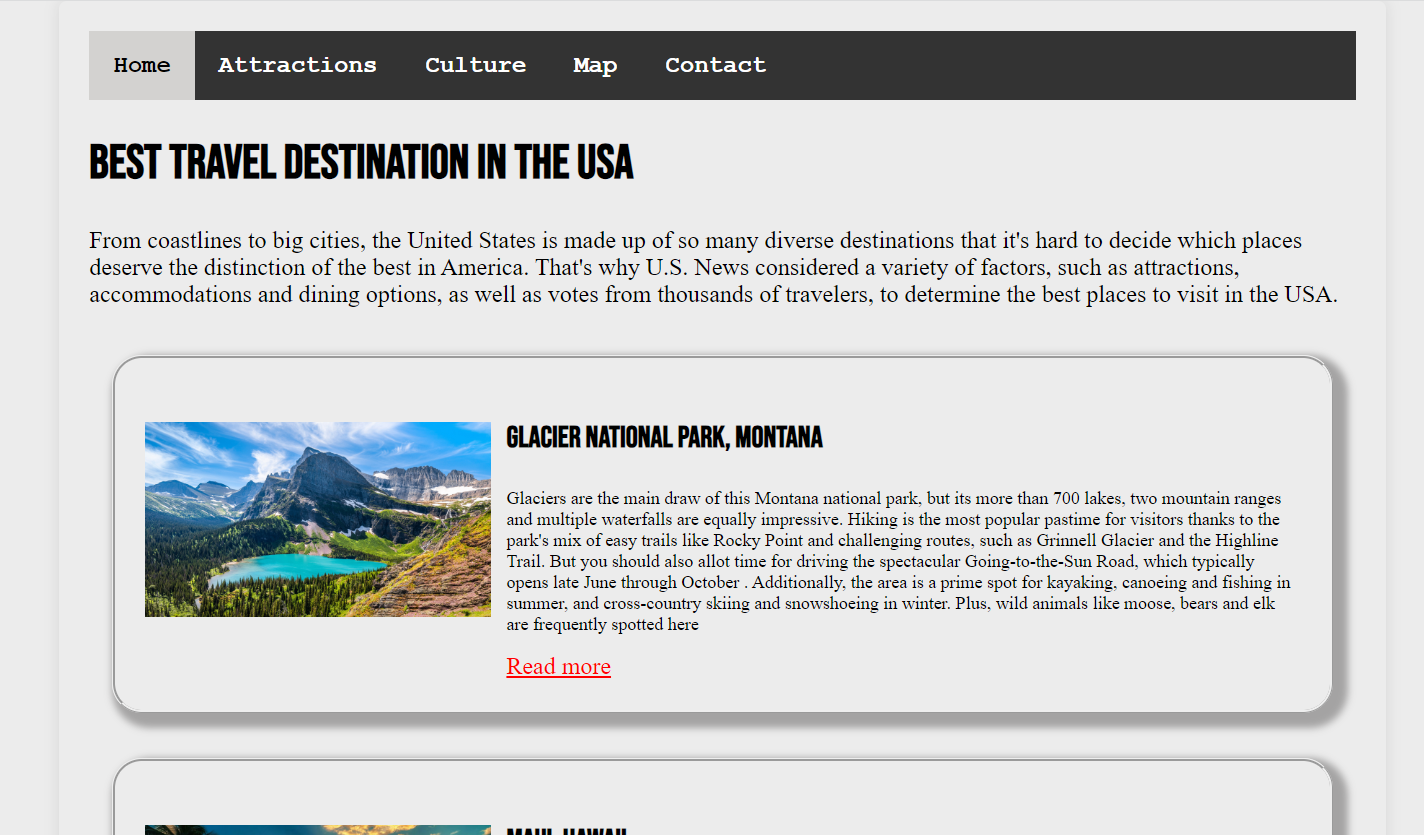 Home Attractions Culture Map Contact
BEST TRAVEL DESTINATION IN THE USA
From coastlines to big cities, the United States is made up of so many diverse destinations that it's hard to decide which places
deserve the distinction of the best in America. That's why U.S. News considered a variety of factors, such as attractions,
accommodations and dining options, as well as votes from thousands of travelers, to determine the best places to visit in the USA.
GLACIER NATIONAL PARK, MONTANA
Glaciers are the main draw of this Montana national park, but its more than 700 lakes, two mountain ranges
and multiple waterfalls are equally impressive. Hiking is the most popular pastime for visitors thanks to the
park's mix of easy trails like Rocky Point and challenging routes, such as Grinnell Glacier and the Highline
Trail. But you should also allot time for driving the spectacular Going-to-the-Sun Road, which typically
opens late June through October . Additionally, the area is a prime spot for kayaking, canoeing and fishing in
summer, and cross-country skiing and snowshoeing in winter. Plus, wild animals like moose, bears and elk
are frequently spotted here
Read more
MAUI, HAWAII